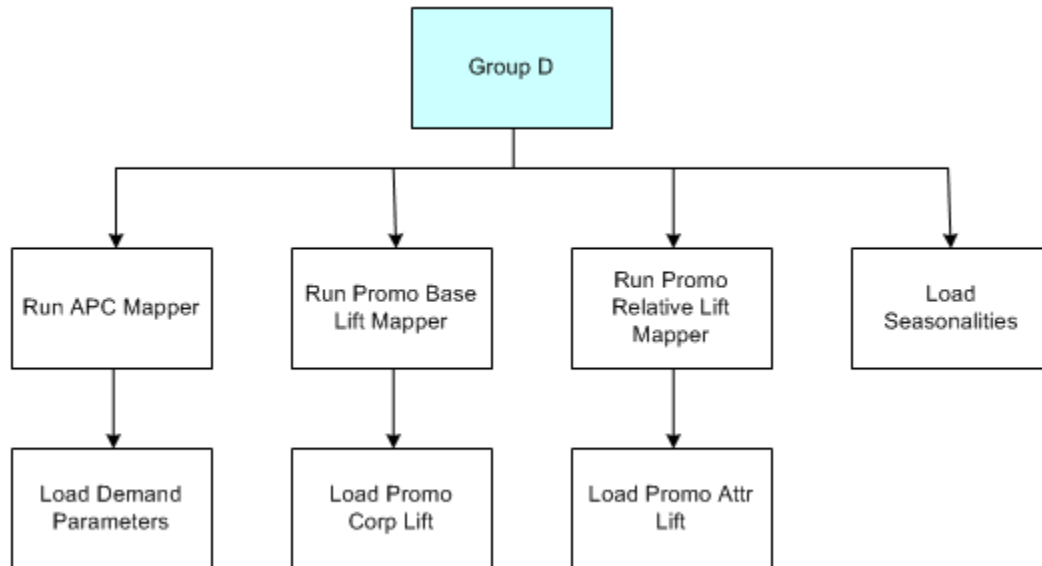 Group D
Run APC Mapper
Run Promo Base
Lift Mapper
Run Promo
Relative Lift
Mapper
Load
Seasonalities
Load Demand
Parameters
Load Promo
Corp Lift
Load Promo Attr
Lift